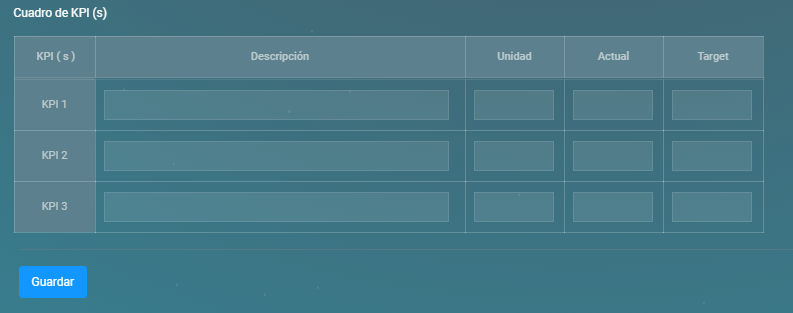 Cuadro de KPI (s)
KPI ( s ) Descripción Unidad Actual Target
KPI 1
KPI 2
KPI 3
Guardar